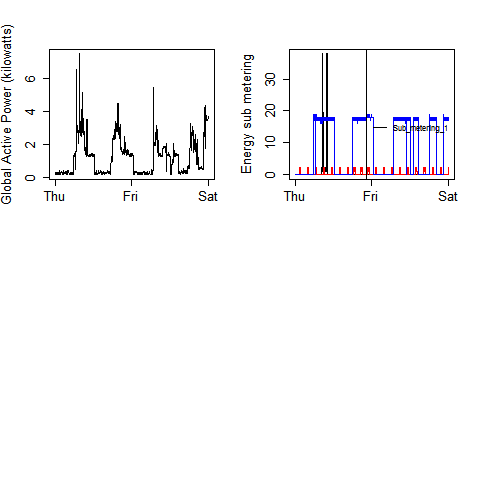 Global Active Power (kilowatts)
0 2 4 6
Thu Fri Sat
Energy sub metering
0 10 20 30
Thu Fri Sat
Sub_metering_1